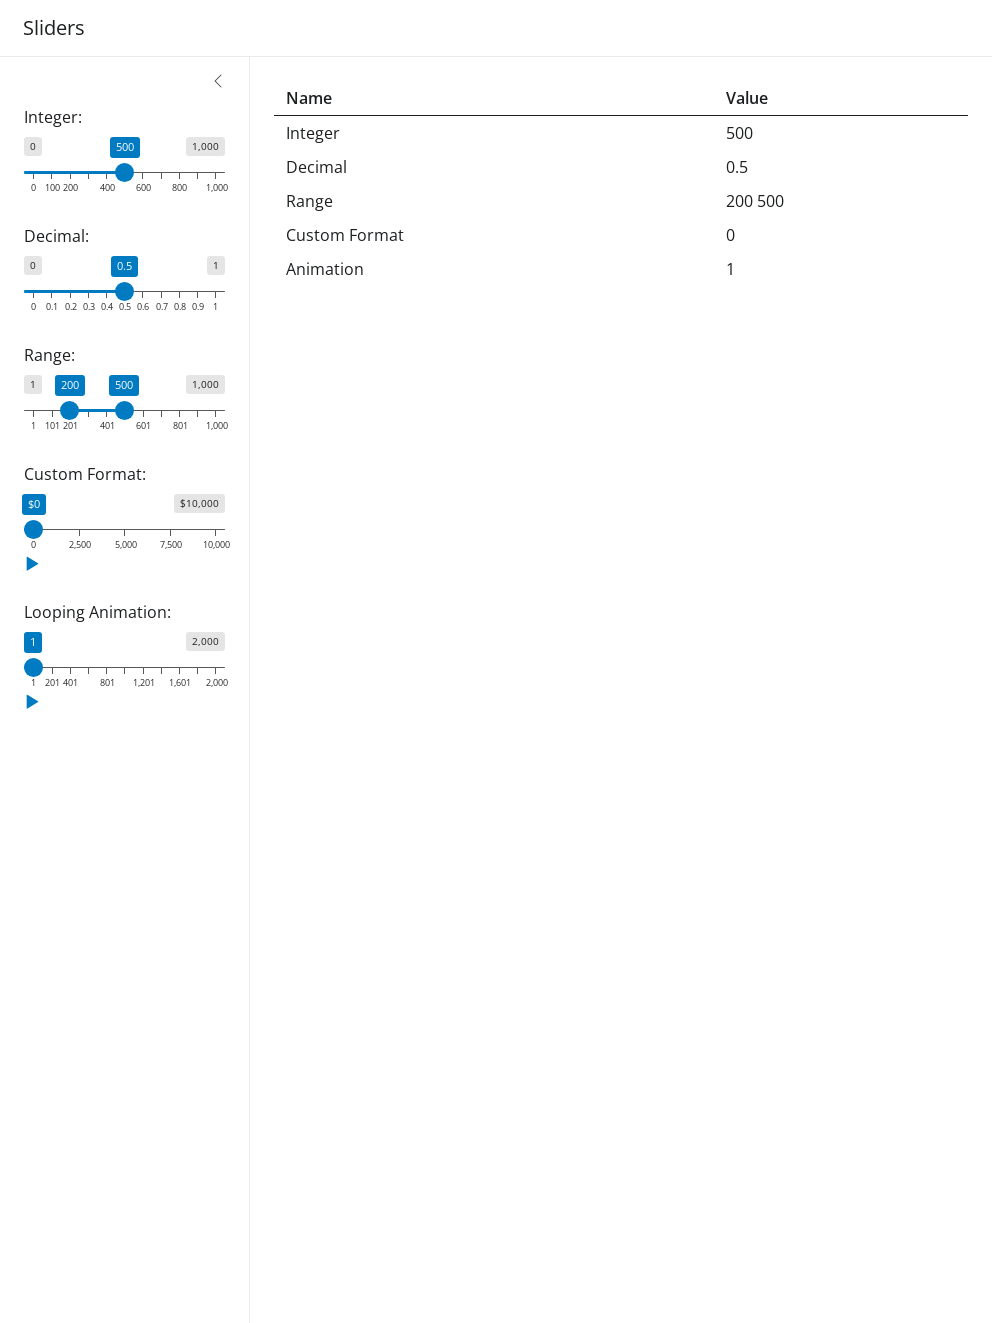 Sliders
Integer:
0 500 1,000
0 100 200 400 600 800 1,000
Decimal:
0 0.5 1
0 0.1 0.2 0.3 0.4 0.5 0.6 0.7 0.8 0.9 1
Range:
1 200 500 1,000
1 101 201 401 601 801 1,000
Custom Format:
$0 $10,000
0 2,500 5,000 7,500 10,000
Looping Animation:
1 2,000
1 201 401 801 1,201 1,601 2,000
Name Value
Integer 500
Decimal 0.5
Range 200 500
Custom Format 0
Animation 1